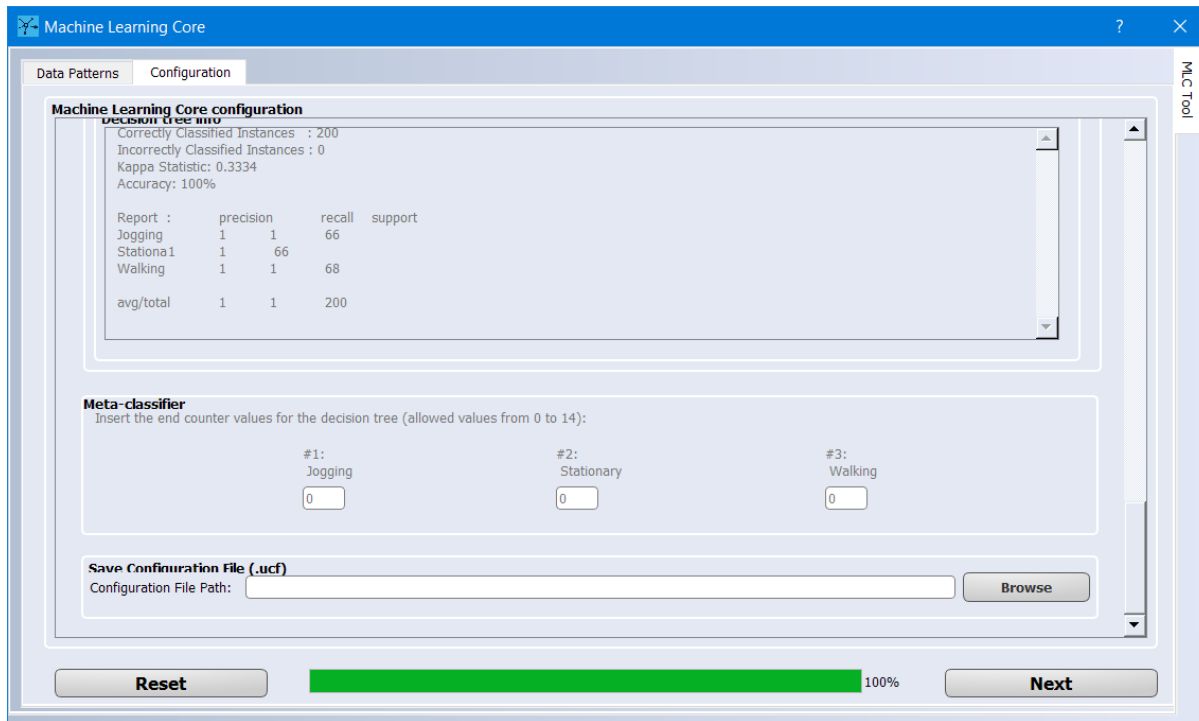 Machine Learning Core ?
MLC Tool
Data Patterns Configuration
Machine Learning Core configuration
Decision tree info
Correctly Classified Instances : 200
Incorrectly Classified Instances : 0
Kappa Statistic: 0.3334
Accuracy: 100%
Report : precision recall support
Jogging 1 1 66
Stationa1 1 66
Walking 1 1 68
avg/total 1 1 200
Meta-classifier
Insert the end counter values for the decision tree (allowed values from 0 to 14):
#1: #2: #3:
Jogging Stationary Walking
0 0 0
Save Configuration File (.ucf)
Configuration File Path: Browse
Reset 100% Next